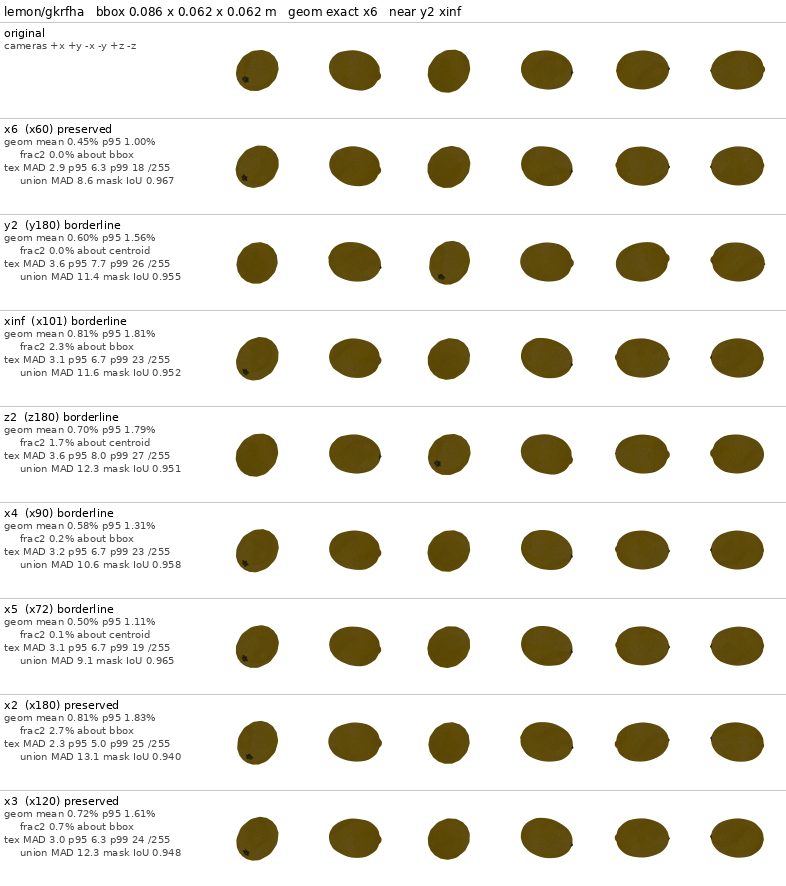 lemon/gkrfha   bbox 0.086 x 0.062 x 0.062 m   geom exact x6   near y2 xinf
original
cameras +x +y -x -y +z -z
x6  (x60) preserved
geom mean 0.45% p95 1.00%
frac2 0.0% about bbox
tex MAD 2.9 p95 6.3 p99 18 /255
union MAD 8.6 mask IoU 0.967
y2  (y180) borderline
geom mean 0.60% p95 1.56%
frac2 0.0% about centroid
tex MAD 3.6 p95 7.7 p99 26 /255
union MAD 11.4 mask IoU 0.955
xinf  (x101) borderline
geom mean 0.81% p95 1.81%
frac2 2.3% about bbox
tex MAD 3.1 p95 6.7 p99 23 /255
union MAD 11.6 mask IoU 0.952
z2  (z180) borderline
geom mean 0.70% p95 1.79%
frac2 1.7% about centroid
tex MAD 3.6 p95 8.0 p99 27 /255
union MAD 12.3 mask IoU 0.951
x4  (x90) borderline
geom mean 0.58% p95 1.31%
frac2 0.2% about bbox
tex MAD 3.2 p95 6.7 p99 23 /255
union MAD 10.6 mask IoU 0.958
x5  (x72) borderline
geom mean 0.50% p95 1.11%
frac2 0.1% about centroid
tex MAD 3.1 p95 6.7 p99 19 /255
union MAD 9.1 mask IoU 0.965
x2  (x180) preserved
geom mean 0.81% p95 1.83%
frac2 2.7% about bbox
tex MAD 2.3 p95 5.0 p99 25 /255
union MAD 13.1 mask IoU 0.940
x3  (x120) preserved
geom mean 0.72% p95 1.61%
frac2 0.7% about bbox
tex MAD 3.0 p95 6.3 p99 24 /255
union MAD 12.3 mask IoU 0.948